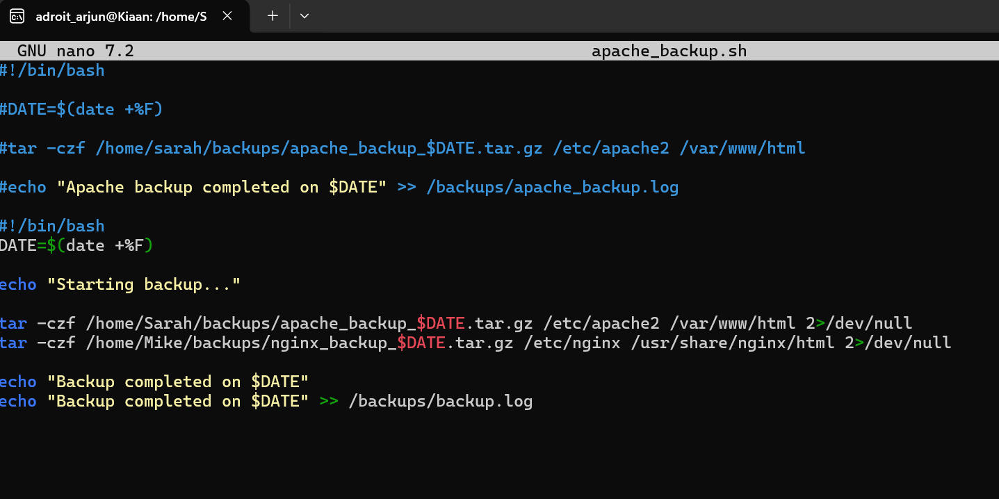 adroit_arjun@Kiaan: /home/S
GNU nano 7.2 apache_backup.sh
#!/bin/bash
#DATE=$(date +%F)
#tar -czf /home/sarah/backups/apache_backup_$DATE.tar.gz /etc/apache2 /var/www/html
#echo "Apache backup completed on $DATE" >> /backups/apache_backup.log
#!/bin/bash
DATE=$(date +%F)
echo "Starting backup..."
tar -czf /home/Sarah/backups/apache_backup_$DATE.tar.gz /etc/apache2 /var/www/html 2>/dev/null
tar -czf /home/Mike/backups/nginx_backup_$DATE.tar.gz /etc/nginx /usr/share/nginx/html 2>/dev/null
echo "Backup completed on $DATE"
echo "Backup completed on $DATE" >> /backups/backup.log